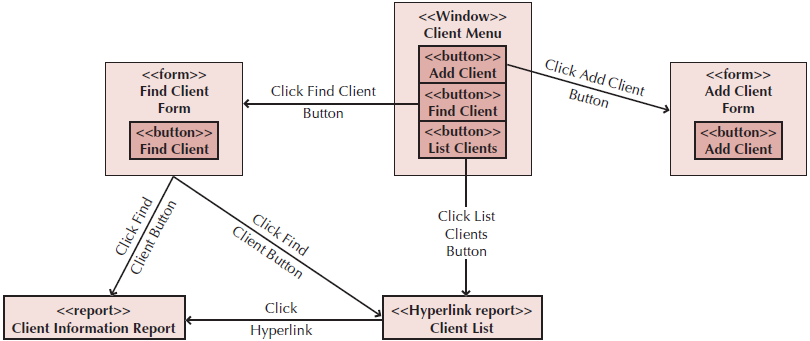 <<Window>>
Client Menu
<<button>>
Add Client
<<button>>
Find Client
<<button>>
List Clients
<<form>>
Find Client
Form
<<button>>
Find Client
Click Find Client
Button
Click Add Client
Button
<<form>>
Add Client
Form
<<button>>
Add Client
Click Find
Client Button
Click Find
Client Button
Click List
Clients
Button
<<report>>
Client Information Report
Click
Hyperlink
<<Hyperlink report>>
Client List